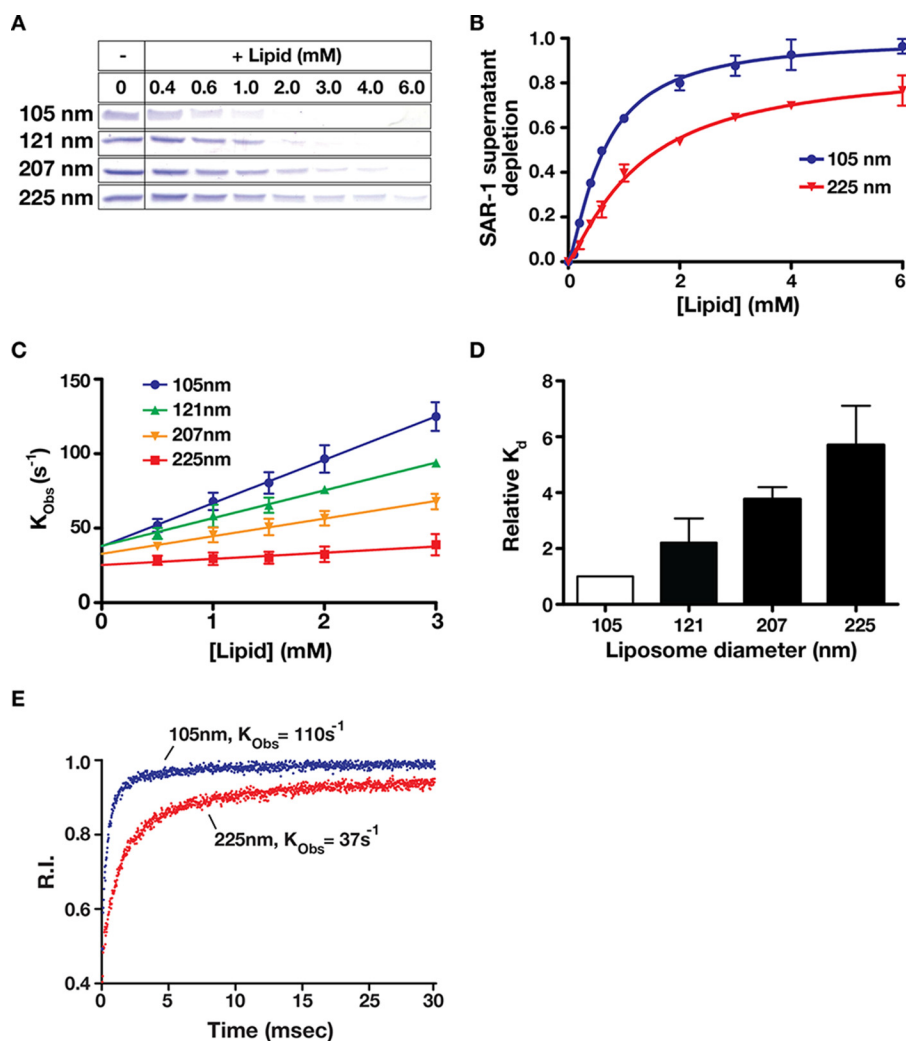 A
- + Lipid (mM)
0 0.4 0.6 1.0 2.0 3.0 4.0 6.0
105 nm
121 nm
207 nm
225 nm
B
SAR-1 supernatant
depletion
1.0
0.8
0.6
0.4
0.2
0.0
105 nm
225 nm
0 2 4 6
[Lipid] (mM)
C
K_Obs (s⁻¹)
150
100
50
0
105nm
121nm
207nm
225nm
0 1 2 3
[Lipid] (mM)
D
Relative K_d
8
6
4
2
0
105 121 207 225
Liposome diameter (nm)
E
R.I.
1.0
0.8
0.6
0.4
105nm, K_Obs= 110s⁻¹
225nm, K_Obs= 37s⁻¹
0 5 10 15 25 30
Time (msec)